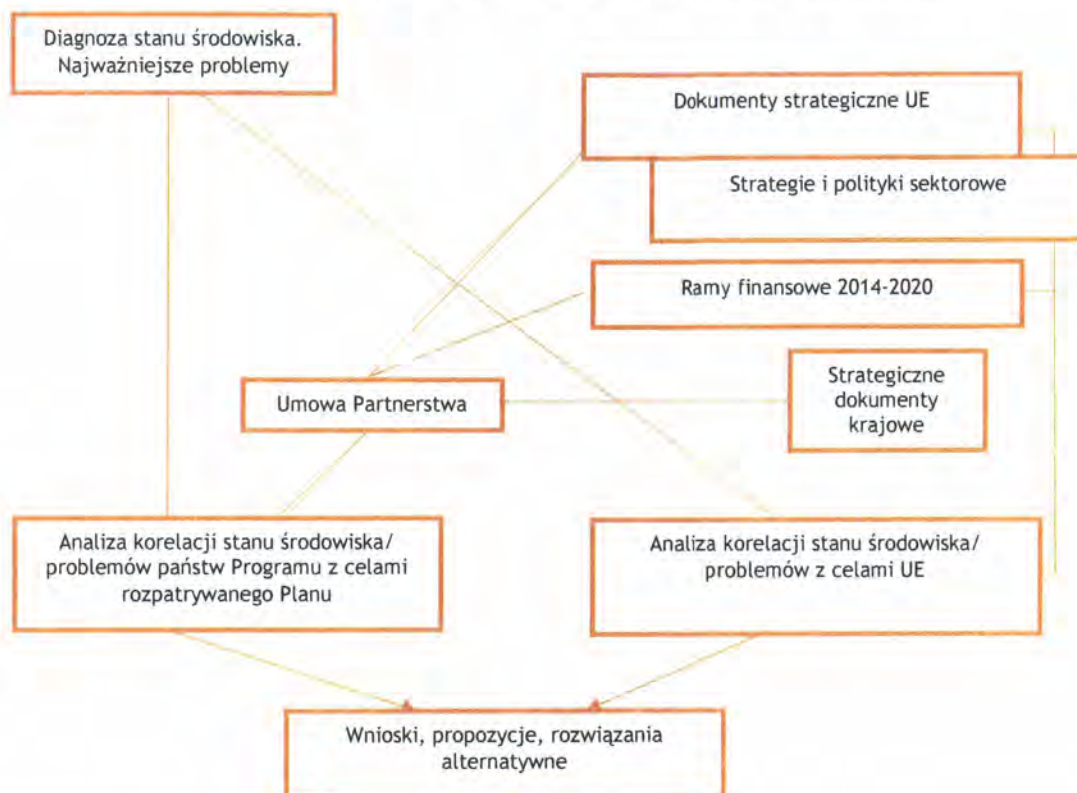 Diagnoza stanu środowiska.
Najważniejsze problemy
Dokumenty strategiczne UE
Strategie i polityki sektorowe
Ramy finansowe 2014-2020
Umowa Partnerstwa
Strategiczne
dokumenty
krajowe
Analiza korelacji stanu środowiska/
problemów państw Programu z celami
rozpatrywanego Planu
Analiza korelacji stanu środowiska/
problemów z celami UE
Wnioski, propozycje, rozwiązania
alternatywne